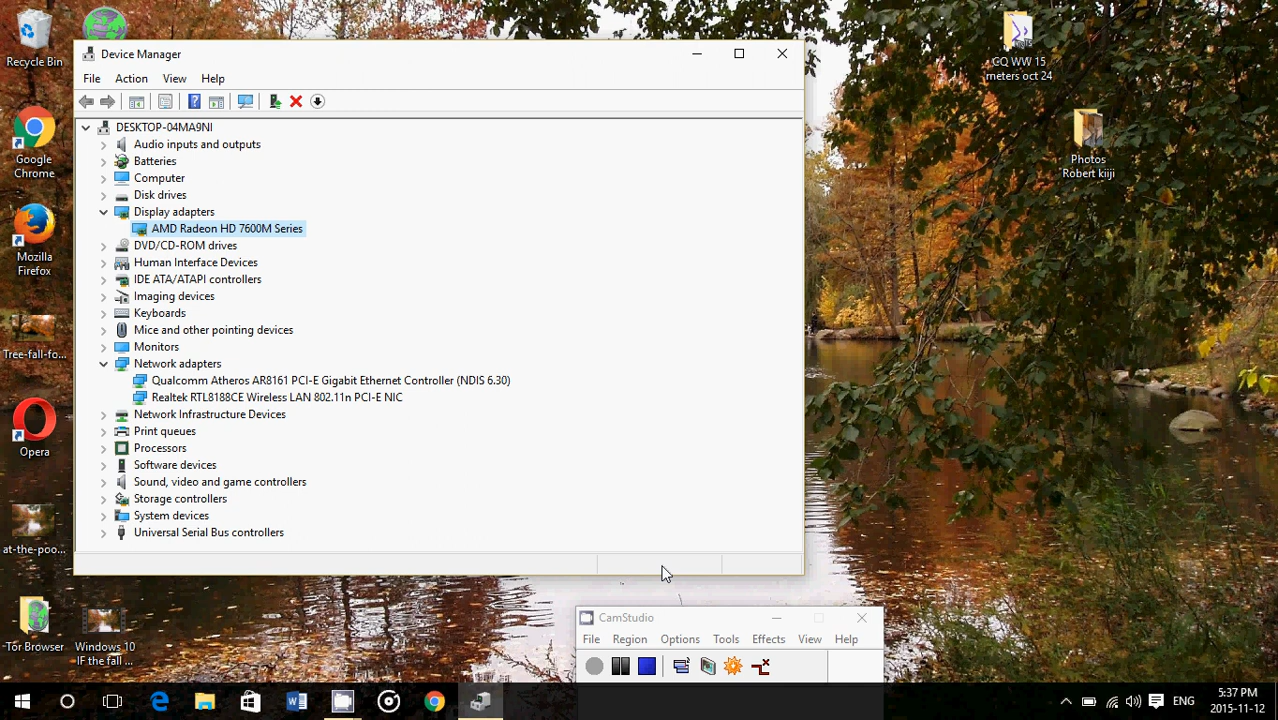 Recycle Bin
Google
Chrome
Mozilla
Firefox
Tree-fall-fo...
Opera
at-the-poo...
Tor Browser
Windows 10
IF the fall ...
CQ WW 15
meters oct 24
Photos
Robert kiiji
Device Manager
File Action View Help
DESKTOP-04MA9NI
Audio inputs and outputs
Batteries
Computer
Disk drives
Display adapters
AMD Radeon HD 7600M Series
DVD/CD-ROM drives
Human Interface Devices
IDE ATA/ATAPI controllers
Imaging devices
Keyboards
Mice and other pointing devices
Monitors
Network adapters
Qualcomm Atheros AR8161 PCI-E Gigabit Ethernet Controller (NDIS 6.30)
Realtek RTL8188CE Wireless LAN 802.11n PCI-E NIC
Network Infrastructure Devices
Print queues
Processors
Software devices
Sound, video and game controllers
Storage controllers
System devices
Universal Serial Bus controllers
CamStudio
File Region Options Tools Effects View Help
ENG
5:37 PM
2015-11-12